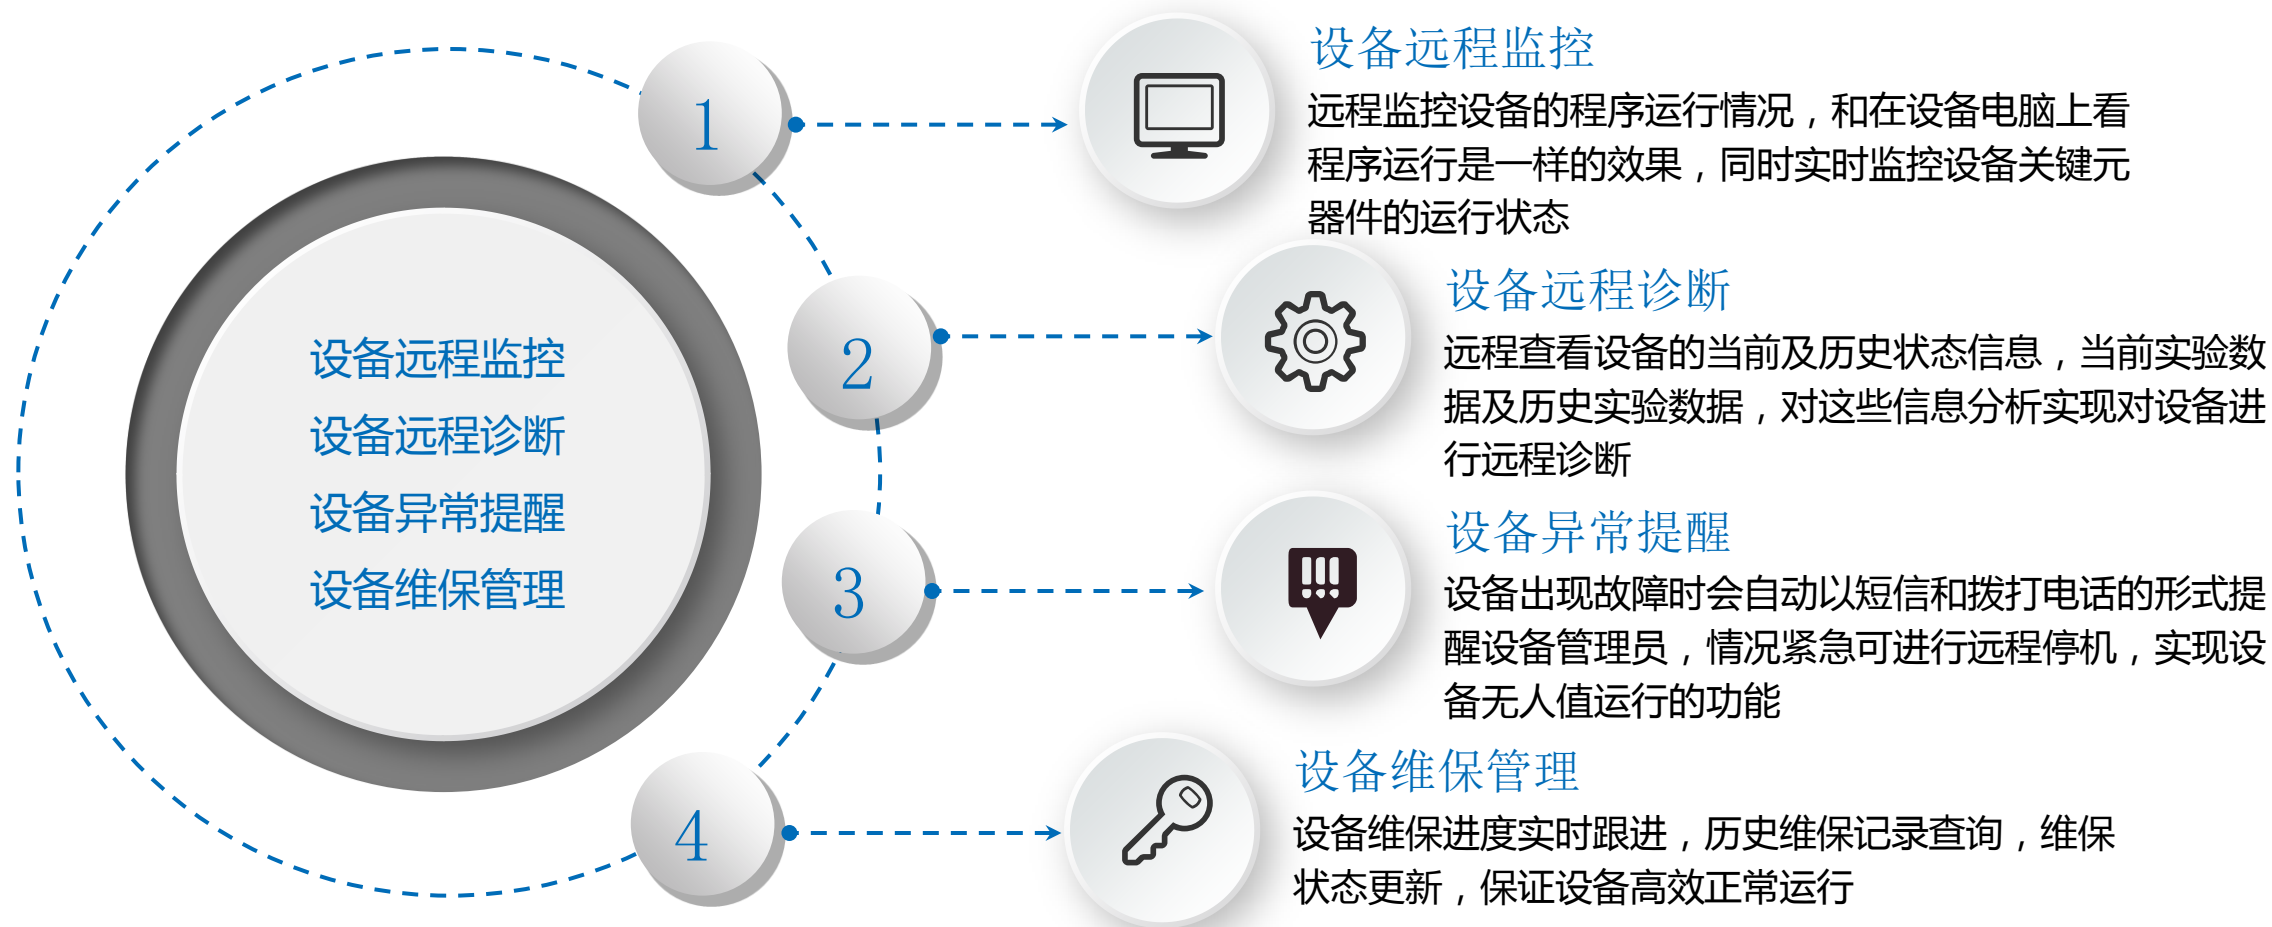 设备远程监控
设备远程诊断
设备异常提醒
设备维保管理
1
设备远程监控
远程监控设备的程序运行情况，和在设备电脑上看
程序运行是一样的效果，同时实时监控设备关键元
器件的运行状态
2
设备远程诊断
远程查看设备的当前及历史状态信息，当前实验数
据及历史实验数据，对这些信息分析实现对设备进
行远程诊断
3
设备异常提醒
设备出现故障时会自动以短信和拨打电话的形式提
醒设备管理员，情况紧急可进行远程停机，实现设
备无人值运行的功能
4
设备维保管理
设备维保进度实时跟进，历史维保记录查询，维保
状态更新，保证设备高效正常运行